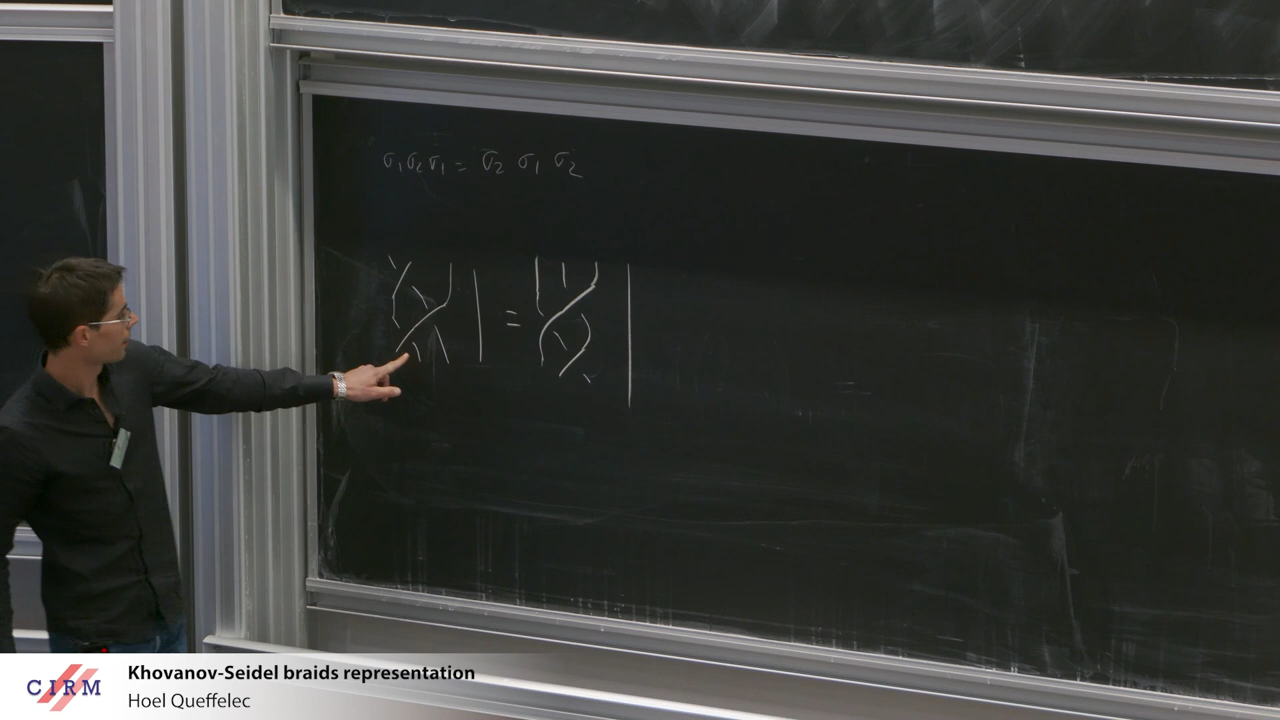 σ₁σ₂σ₁ = σ₂ σ₁ σ₂
=
CIRM
Khovanov-Seidel braids representation
Hoel Queffelec